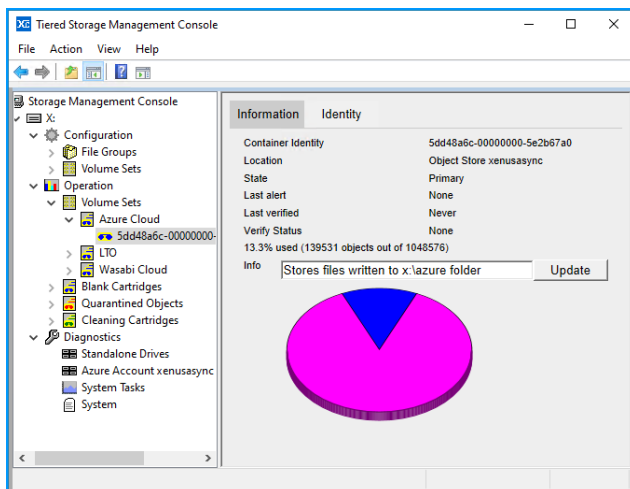 Tiered Storage Management Console
File Action View Help
Storage Management Console
X:
Configuration
File Groups
Volume Sets
Operation
Volume Sets
Azure Cloud
5dd48a6c-00000000-
LTO
Wasabi Cloud
Blank Cartridges
Quarantined Objects
Cleaning Cartridges
Diagnostics
Standalone Drives
Azure Account xenusasync
System Tasks
System
Information Identity
Container Identity 5dd48a6c-00000000-5e2b67a0
Location Object Store xenusasync
State Primary
Last alert None
Last verified Never
Verify Status None
13.3% used (139531 objects out of 1048576)
Info Stores files written to x:\azure folder Update